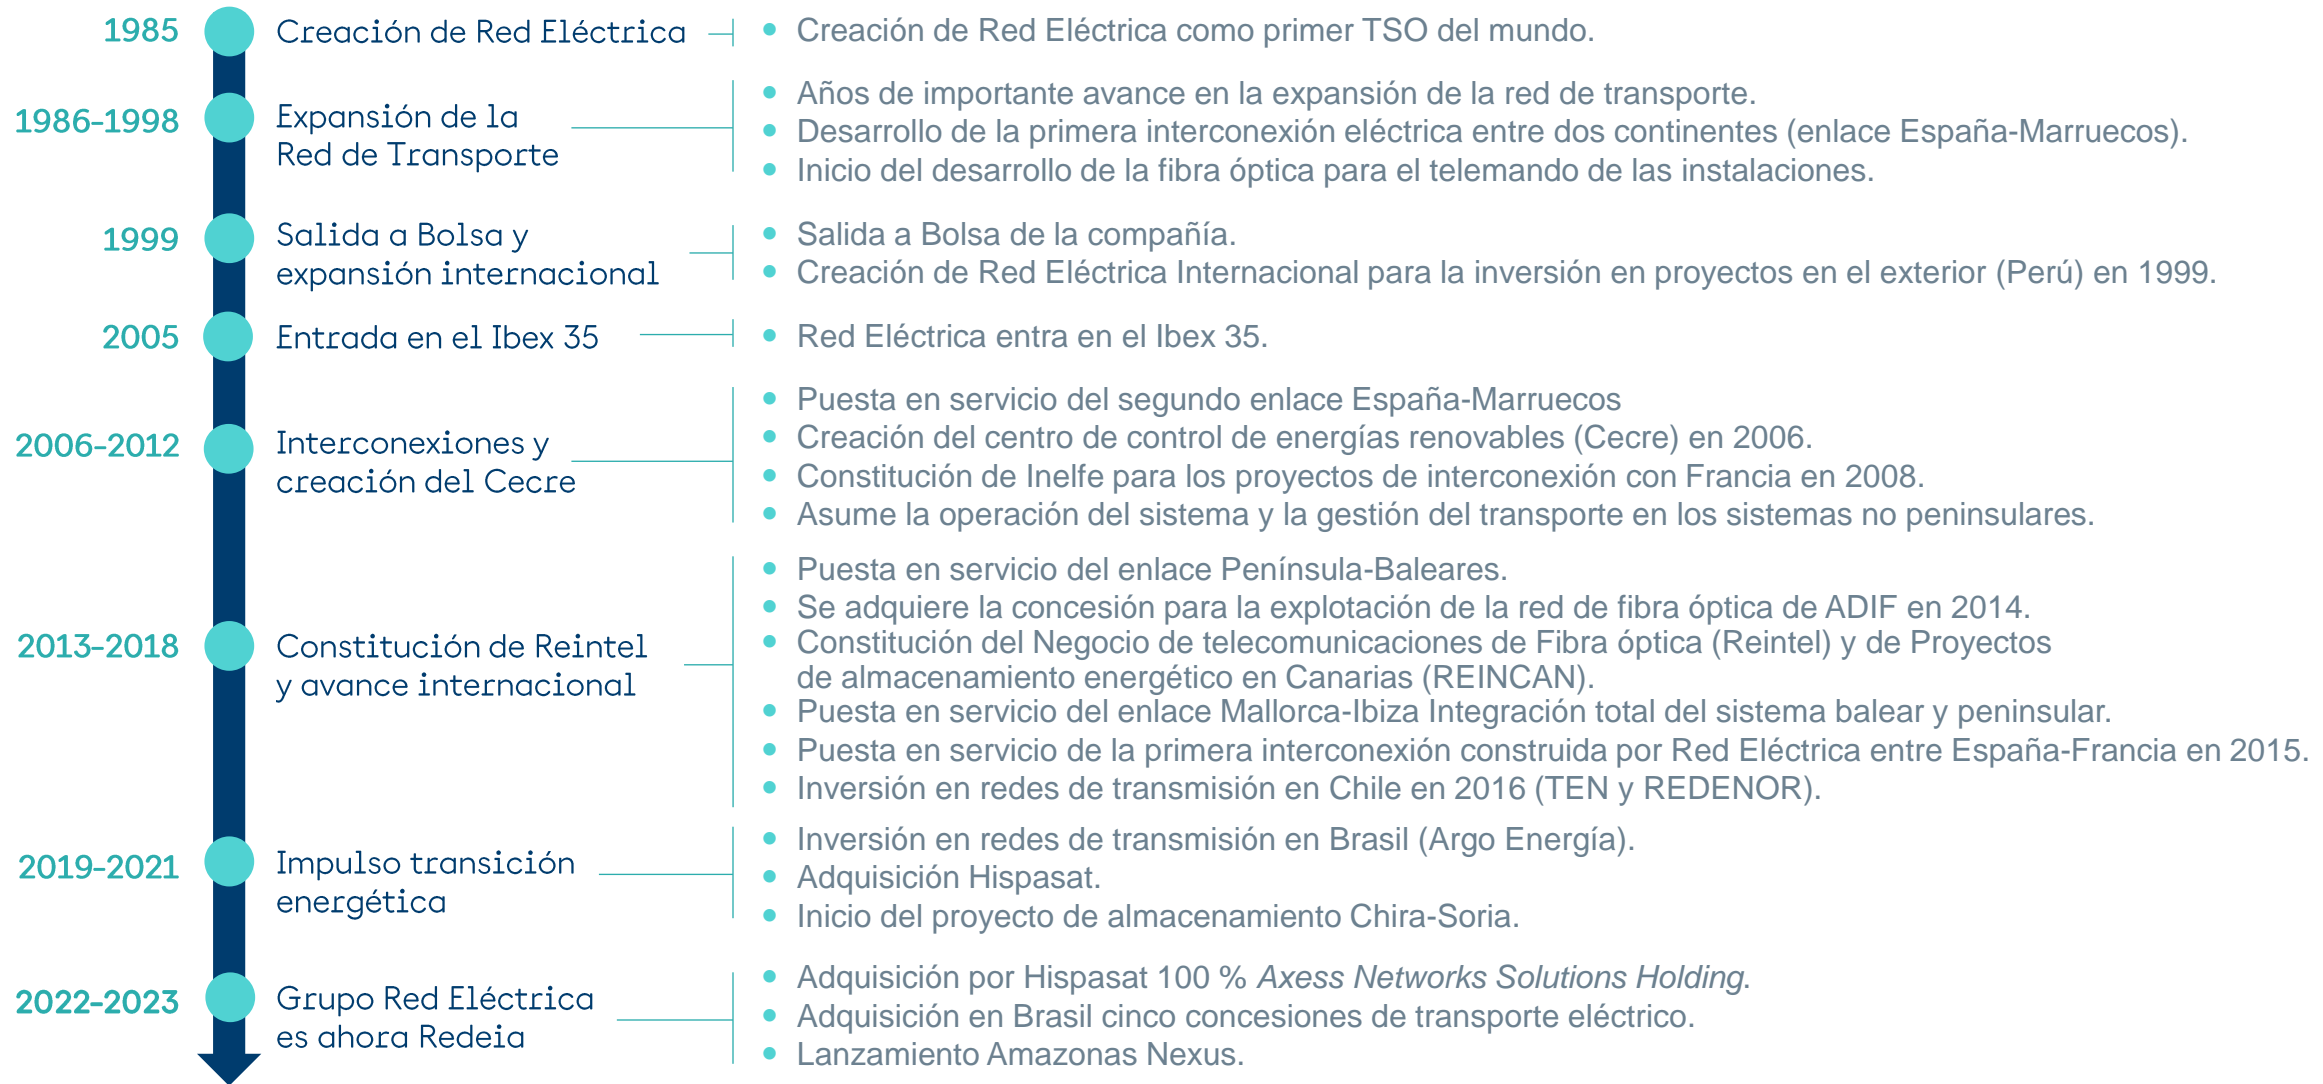 1985
Creación de Red Eléctrica
• Creación de Red Eléctrica como primer TSO del mundo.
1986-1998
Expansión de la
Red de Transporte
• Años de importante avance en la expansión de la red de transporte.
• Desarrollo de la primera interconexión eléctrica entre dos continentes (enlace España-Marruecos).
• Inicio del desarrollo de la fibra óptica para el telemando de las instalaciones.
1999
Salida a Bolsa y
expansión internacional
• Salida a Bolsa de la compañía.
• Creación de Red Eléctrica Internacional para la inversión en proyectos en el exterior (Perú) en 1999.
2005
Entrada en el Ibex 35
• Red Eléctrica entra en el Ibex 35.
2006-2012
Interconexiones y
creación del Cecre
• Puesta en servicio del segundo enlace España-Marruecos
• Creación del centro de control de energías renovables (Cecre) en 2006.
• Constitución de Inelfe para los proyectos de interconexión con Francia en 2008.
• Asume la operación del sistema y la gestión del transporte en los sistemas no peninsulares.
2013-2018
Constitución de Reintel
y avance internacional
• Puesta en servicio del enlace Península-Baleares.
• Se adquiere la concesión para la explotación de la red de fibra óptica de ADIF en 2014.
• Constitución del Negocio de telecomunicaciones de Fibra óptica (Reintel) y de Proyectos
de almacenamiento energético en Canarias (REINCAN).
• Puesta en servicio del enlace Mallorca-Ibiza Integración total del sistema balear y peninsular.
• Puesta en servicio de la primera interconexión construida por Red Eléctrica entre España-Francia en 2015.
• Inversión en redes de transmisión en Chile en 2016 (TEN y REDENOR).
2019-2021
Impulso transición
energética
• Inversión en redes de transmisión en Brasil (Argo Energía).
• Adquisición Hispasat.
• Inicio del proyecto de almacenamiento Chira-Soria.
2022-2023
Grupo Red Eléctrica
es ahora Redeia
• Adquisición por Hispasat 100 % Axess Networks Solutions Holding.
• Adquisición en Brasil cinco concesiones de transporte eléctrico.
• Lanzamiento Amazonas Nexus.